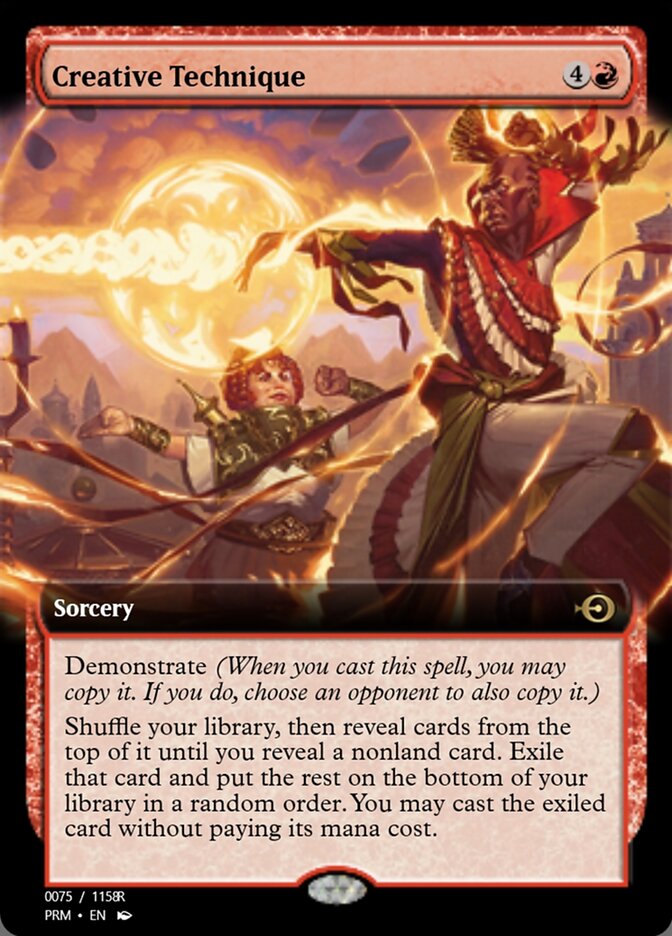 Creative Technique 4
Sorcery
Demonstrate (When you cast this spell, you may
copy it. If you do, choose an opponent to also copy it.)
Shuffle your library, then reveal cards from the
top of it until you reveal a nonland card. Exile
that card and put the rest on the bottom of your
library in a random order. You may cast the exiled
card without paying its mana cost.
0075 / 1158R
PRM • EN